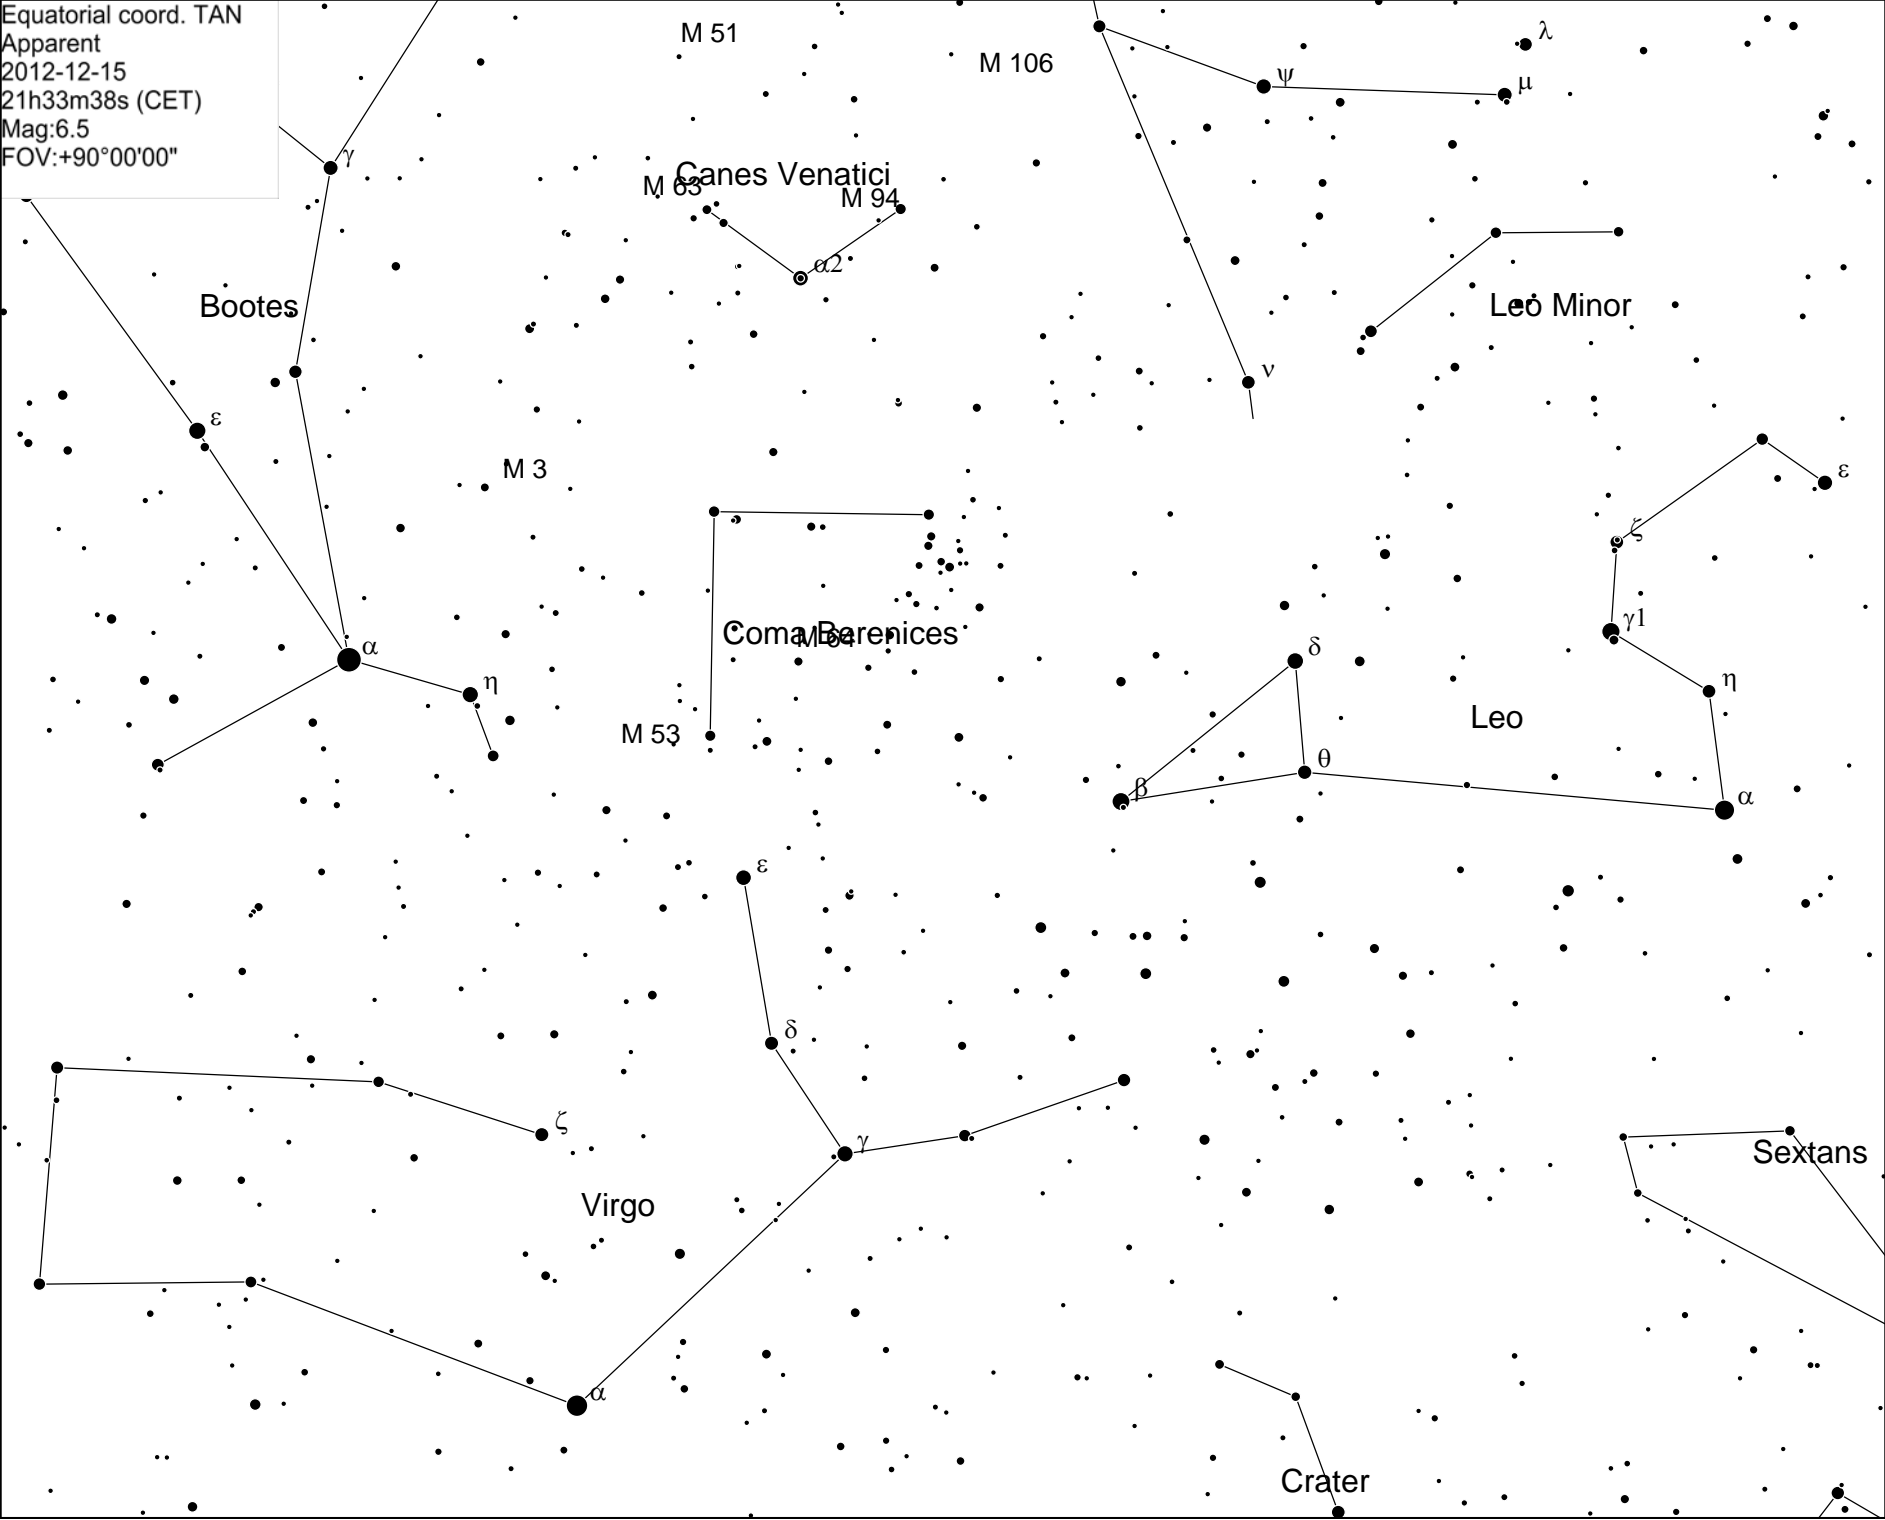 Equatorial coord. TAN
Apparent
2012-12-15
21h33m38s (CET)
Mag:6.5
FOV:+90°00'00"
M 51
M 106
λ
ψ
μ
γ
Canes Venatici
M 63
M 94
α2
Bootes
Leo Minor
ν
ε
M 3
ε
ζ
γ1
Coma Berenices
M 64
α
δ
η
η
Leo
M 53
θ
β
α
ε
δ
ζ
γ
Sextans
Virgo
α
Crater